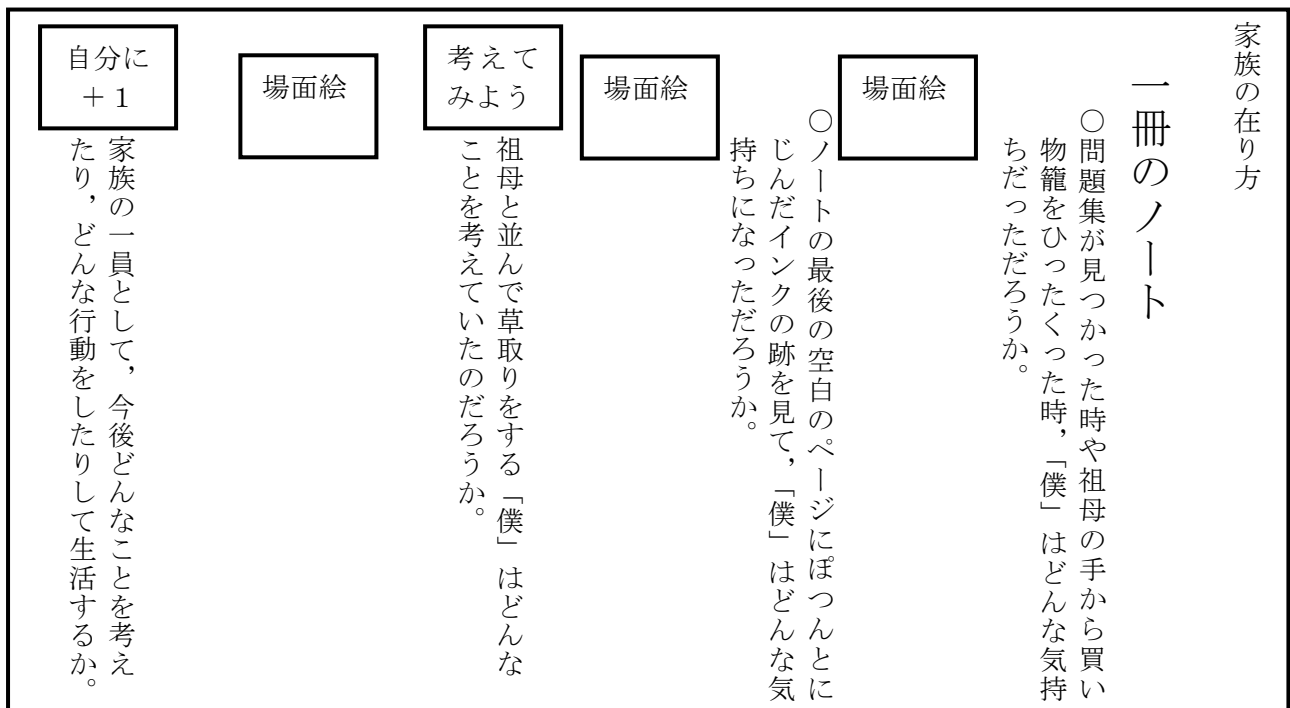 家族の在り方
一冊のノート
○問題集が見つかった時や祖母の手から買い
物籠をひったくった時，「僕」はどんな気持
ちだっただろうか。
場面絵
○ノートの最後の空白のページにぽつんとに
じんだインクの跡を見て，「僕」はどんな気
持ちになっただろうか。
場面絵
考えて
みよう
祖母と並んで草取りをする「僕」はどんな
ことを考えていたのだろうか。
場面絵
自分に
＋１
家族の一員として，今後どんなことを考え
たり，どんな行動をしたりして生活するか。